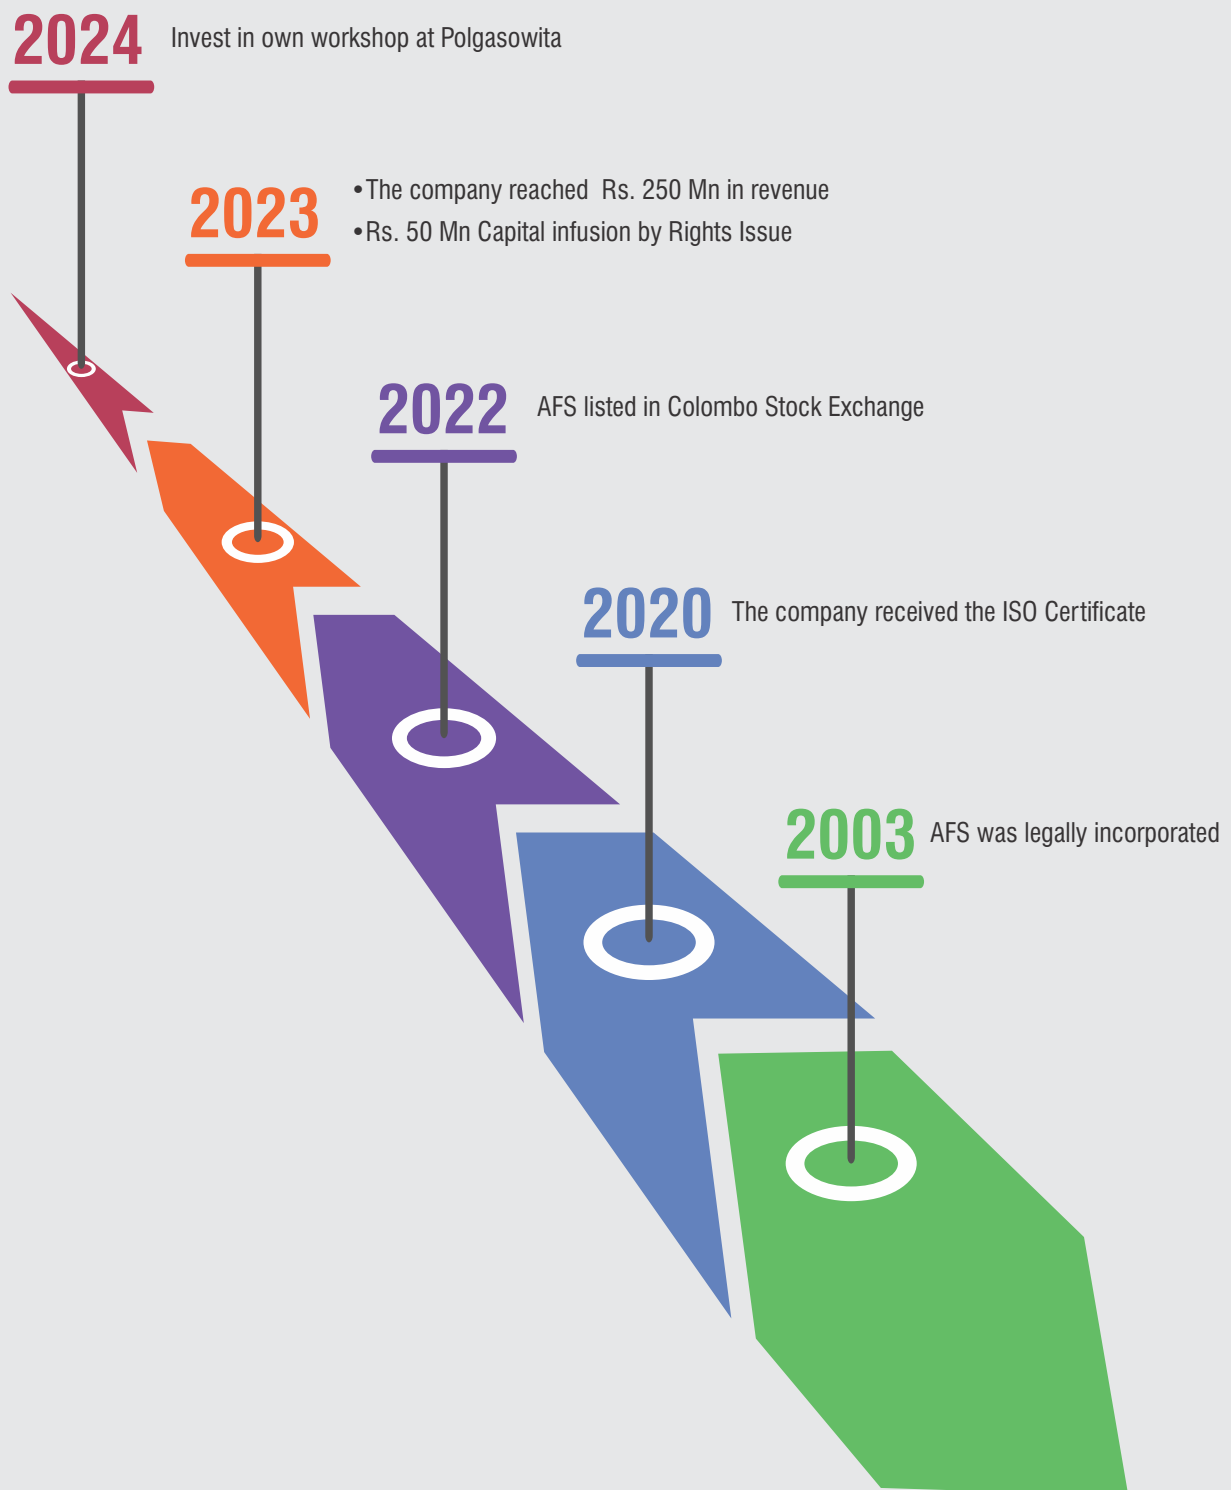 2024
Invest in own workshop at Polgasowita
2023
•The company reached Rs. 250 Mn in revenue
•Rs. 50 Mn Capital infusion by Rights Issue
2022
AFS listed in Colombo Stock Exchange
2020
The company received the ISO Certificate
2003
AFS was legally incorporated